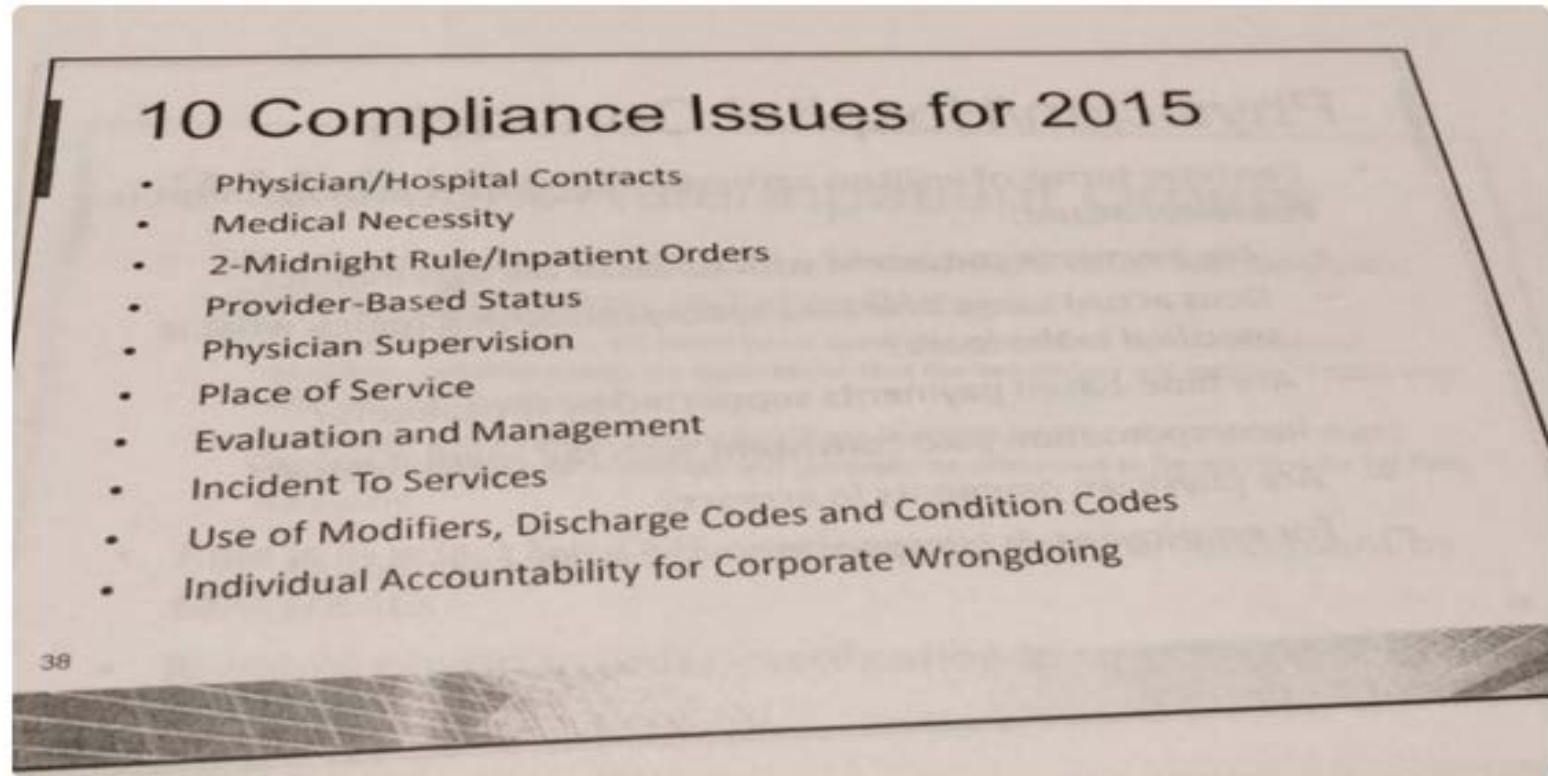 10 Compliance Issues for 2015
• Physician/Hospital Contracts
• Medical Necessity
• 2-Midnight Rule/Inpatient Orders
• Provider-Based Status
• Physician Supervision
• Place of Service
• Evaluation and Management
• Incident To Services
• Use of Modifiers, Discharge Codes and Condition Codes
• Individual Accountability for Corporate Wrongdoing
38